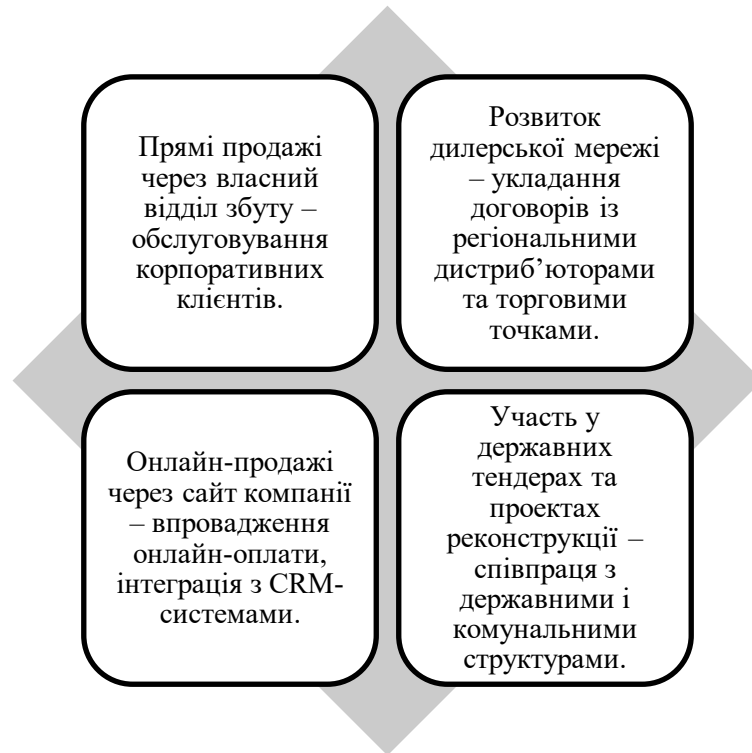 Прямі продажі
через власний
відділ збуту –
обслуговування
корпоративних
клієнтів.
Розвиток
дилерської мережі
– укладання
договорів із
регіональними
дистриб’юторами
та торговими
точками.
Онлайн-продажі
через сайт компанії
– впровадження
онлайн-оплати,
інтеграція з CRM-
системами.
Участь у
державних
тендерах та
проектах
реконструкції –
співпраця з
державними і
комунальними
структурами.